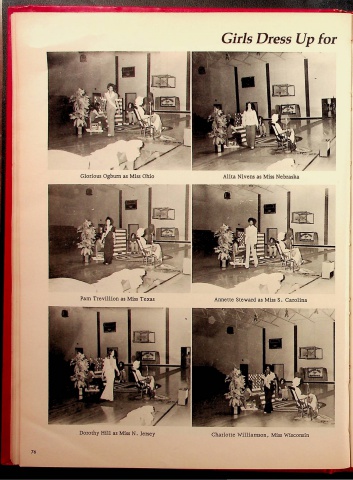 Girls Dress Up for
Glorious Ogburn as Miss Ohio
Alita Nivens as Miss Nebraska
Pam Trevillion as Miss Texas
Annette Steward as Miss S. Carolina
Dorothy Hill as Miss N. Jersey
Charlotte Williamson, Miss Wisconsin
76